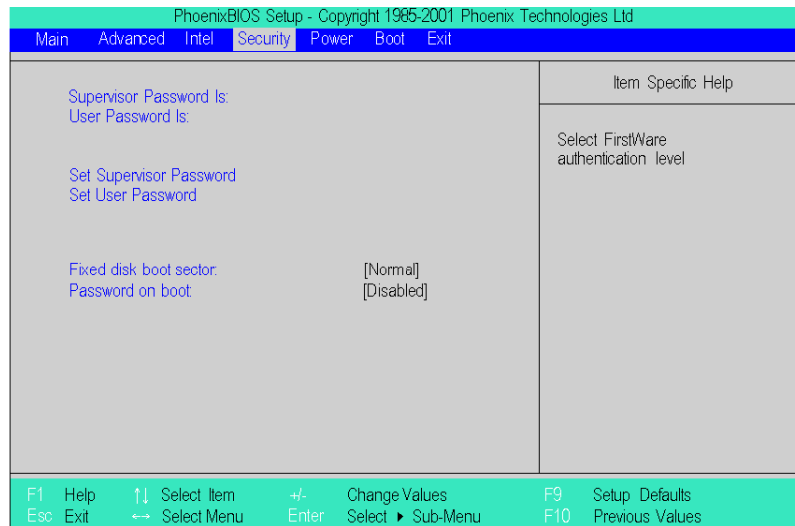 PhoenixBIOS Setup - Copyright 1985-2001 Phoenix Technologies Ltd
Main Advanced Intel Security Power Boot Exit
Item Specific Help
Supervisor Password Is:
User Password Is:
Select FirstWare
authentication level
Set Supervisor Password
Set User Password
Fixed disk boot sector: [Normal]
Password on boot: [Disabled]
F1 Help ↑↓ Select Item +/- Change Values F9 Setup Defaults
Esc Exit ↔ Select Menu Enter Select ▸ Sub-Menu F10 Previous Values